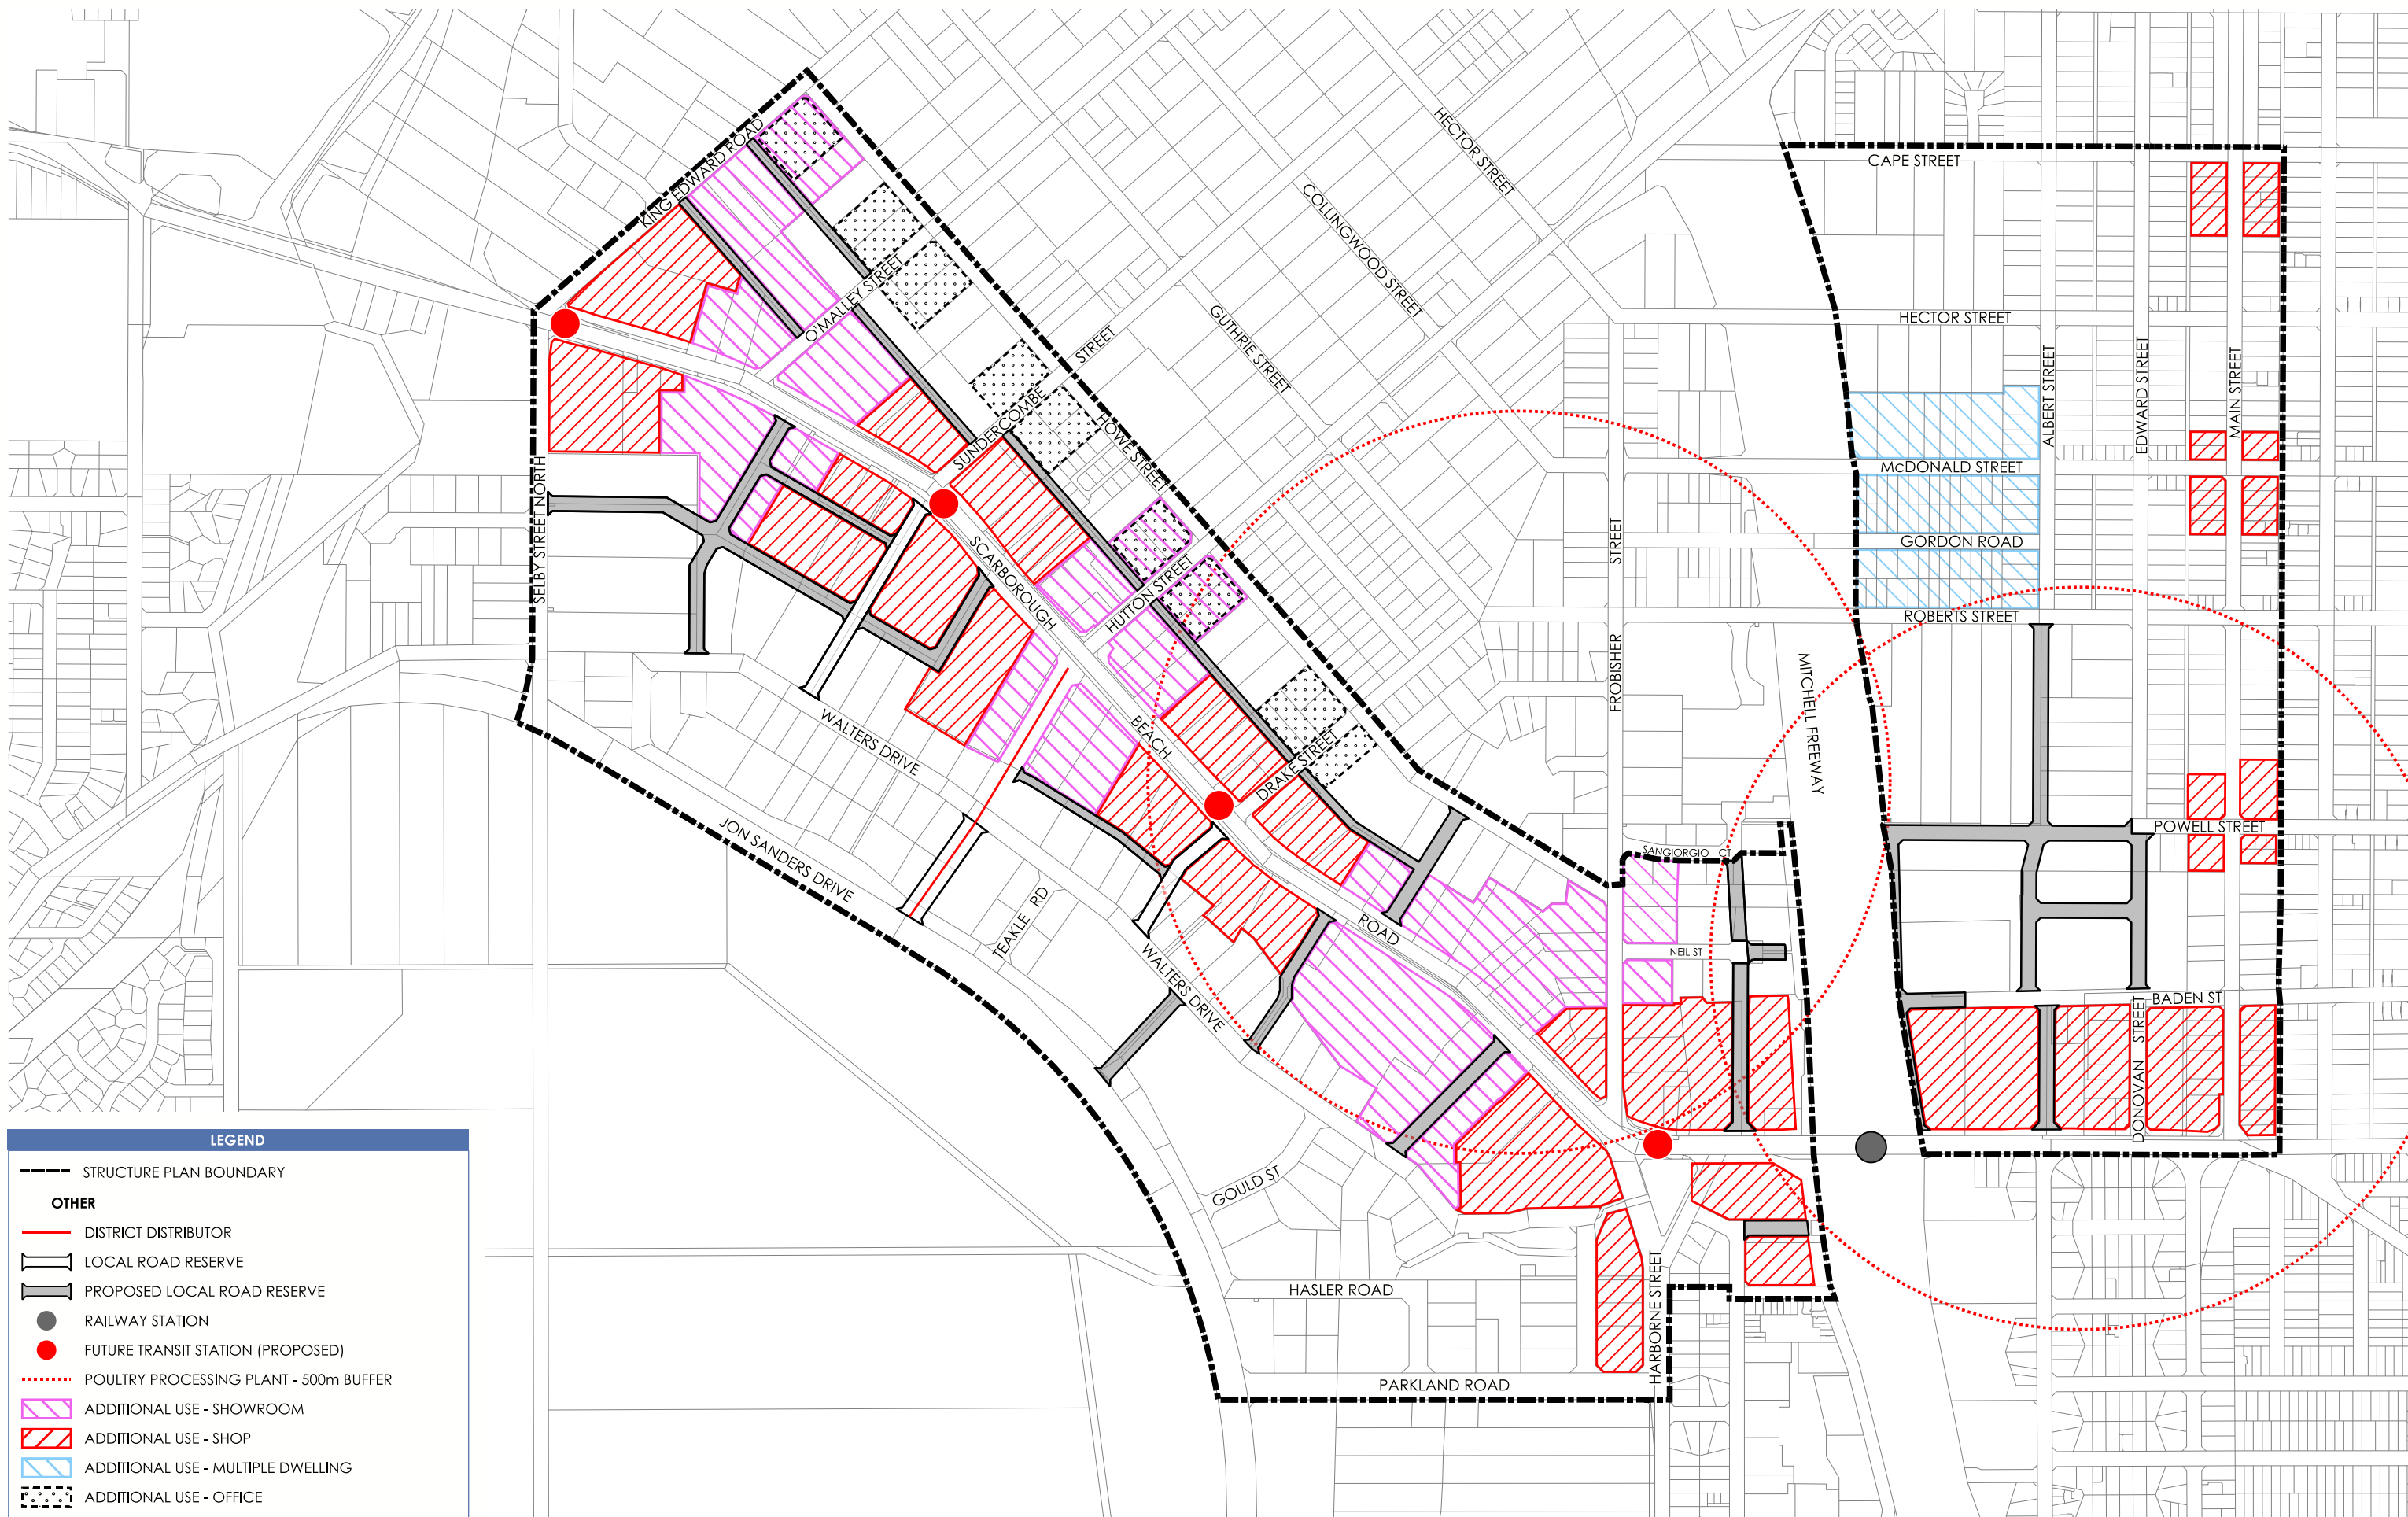 CAPE STREET
HECTOR STREET
COLLINGWOOD STREET
GUTHRIE STREET
KING EDWARD ROAD
O'MALLEY STREET
SUNDERCOMBE STREET
HOWE STREET
HECTOR STREET
ALBERT STREET
EDWARD STREET
MAIN STREET
McDONALD STREET
GORDON ROAD
ROBERTS STREET
SELBY STREET NORTH
SCARBOROUGH
BEACH
ROAD
HUTTON STREET
DRAKE STREET
FROBISHER STREET
MITCHELL FREEWAY
WALTERS DRIVE
JON SANDERS DRIVE
TEAKLE RD
WALTERS DRIVE
SANGIORGIO CT
NEIL ST
POWELL STREET
BADEN ST
DONOVAN STREET
GOULD ST
HASLER ROAD
HARBORNE STREET
PARKLAND ROAD
LEGEND
STRUCTURE PLAN BOUNDARY
OTHER
DISTRICT DISTRIBUTOR
LOCAL ROAD RESERVE
PROPOSED LOCAL ROAD RESERVE
RAILWAY STATION
FUTURE TRANSIT STATION (PROPOSED)
POULTRY PROCESSING PLANT - 500m BUFFER
ADDITIONAL USE - SHOWROOM
ADDITIONAL USE - SHOP
ADDITIONAL USE - MULTIPLE DWELLING
ADDITIONAL USE - OFFICE